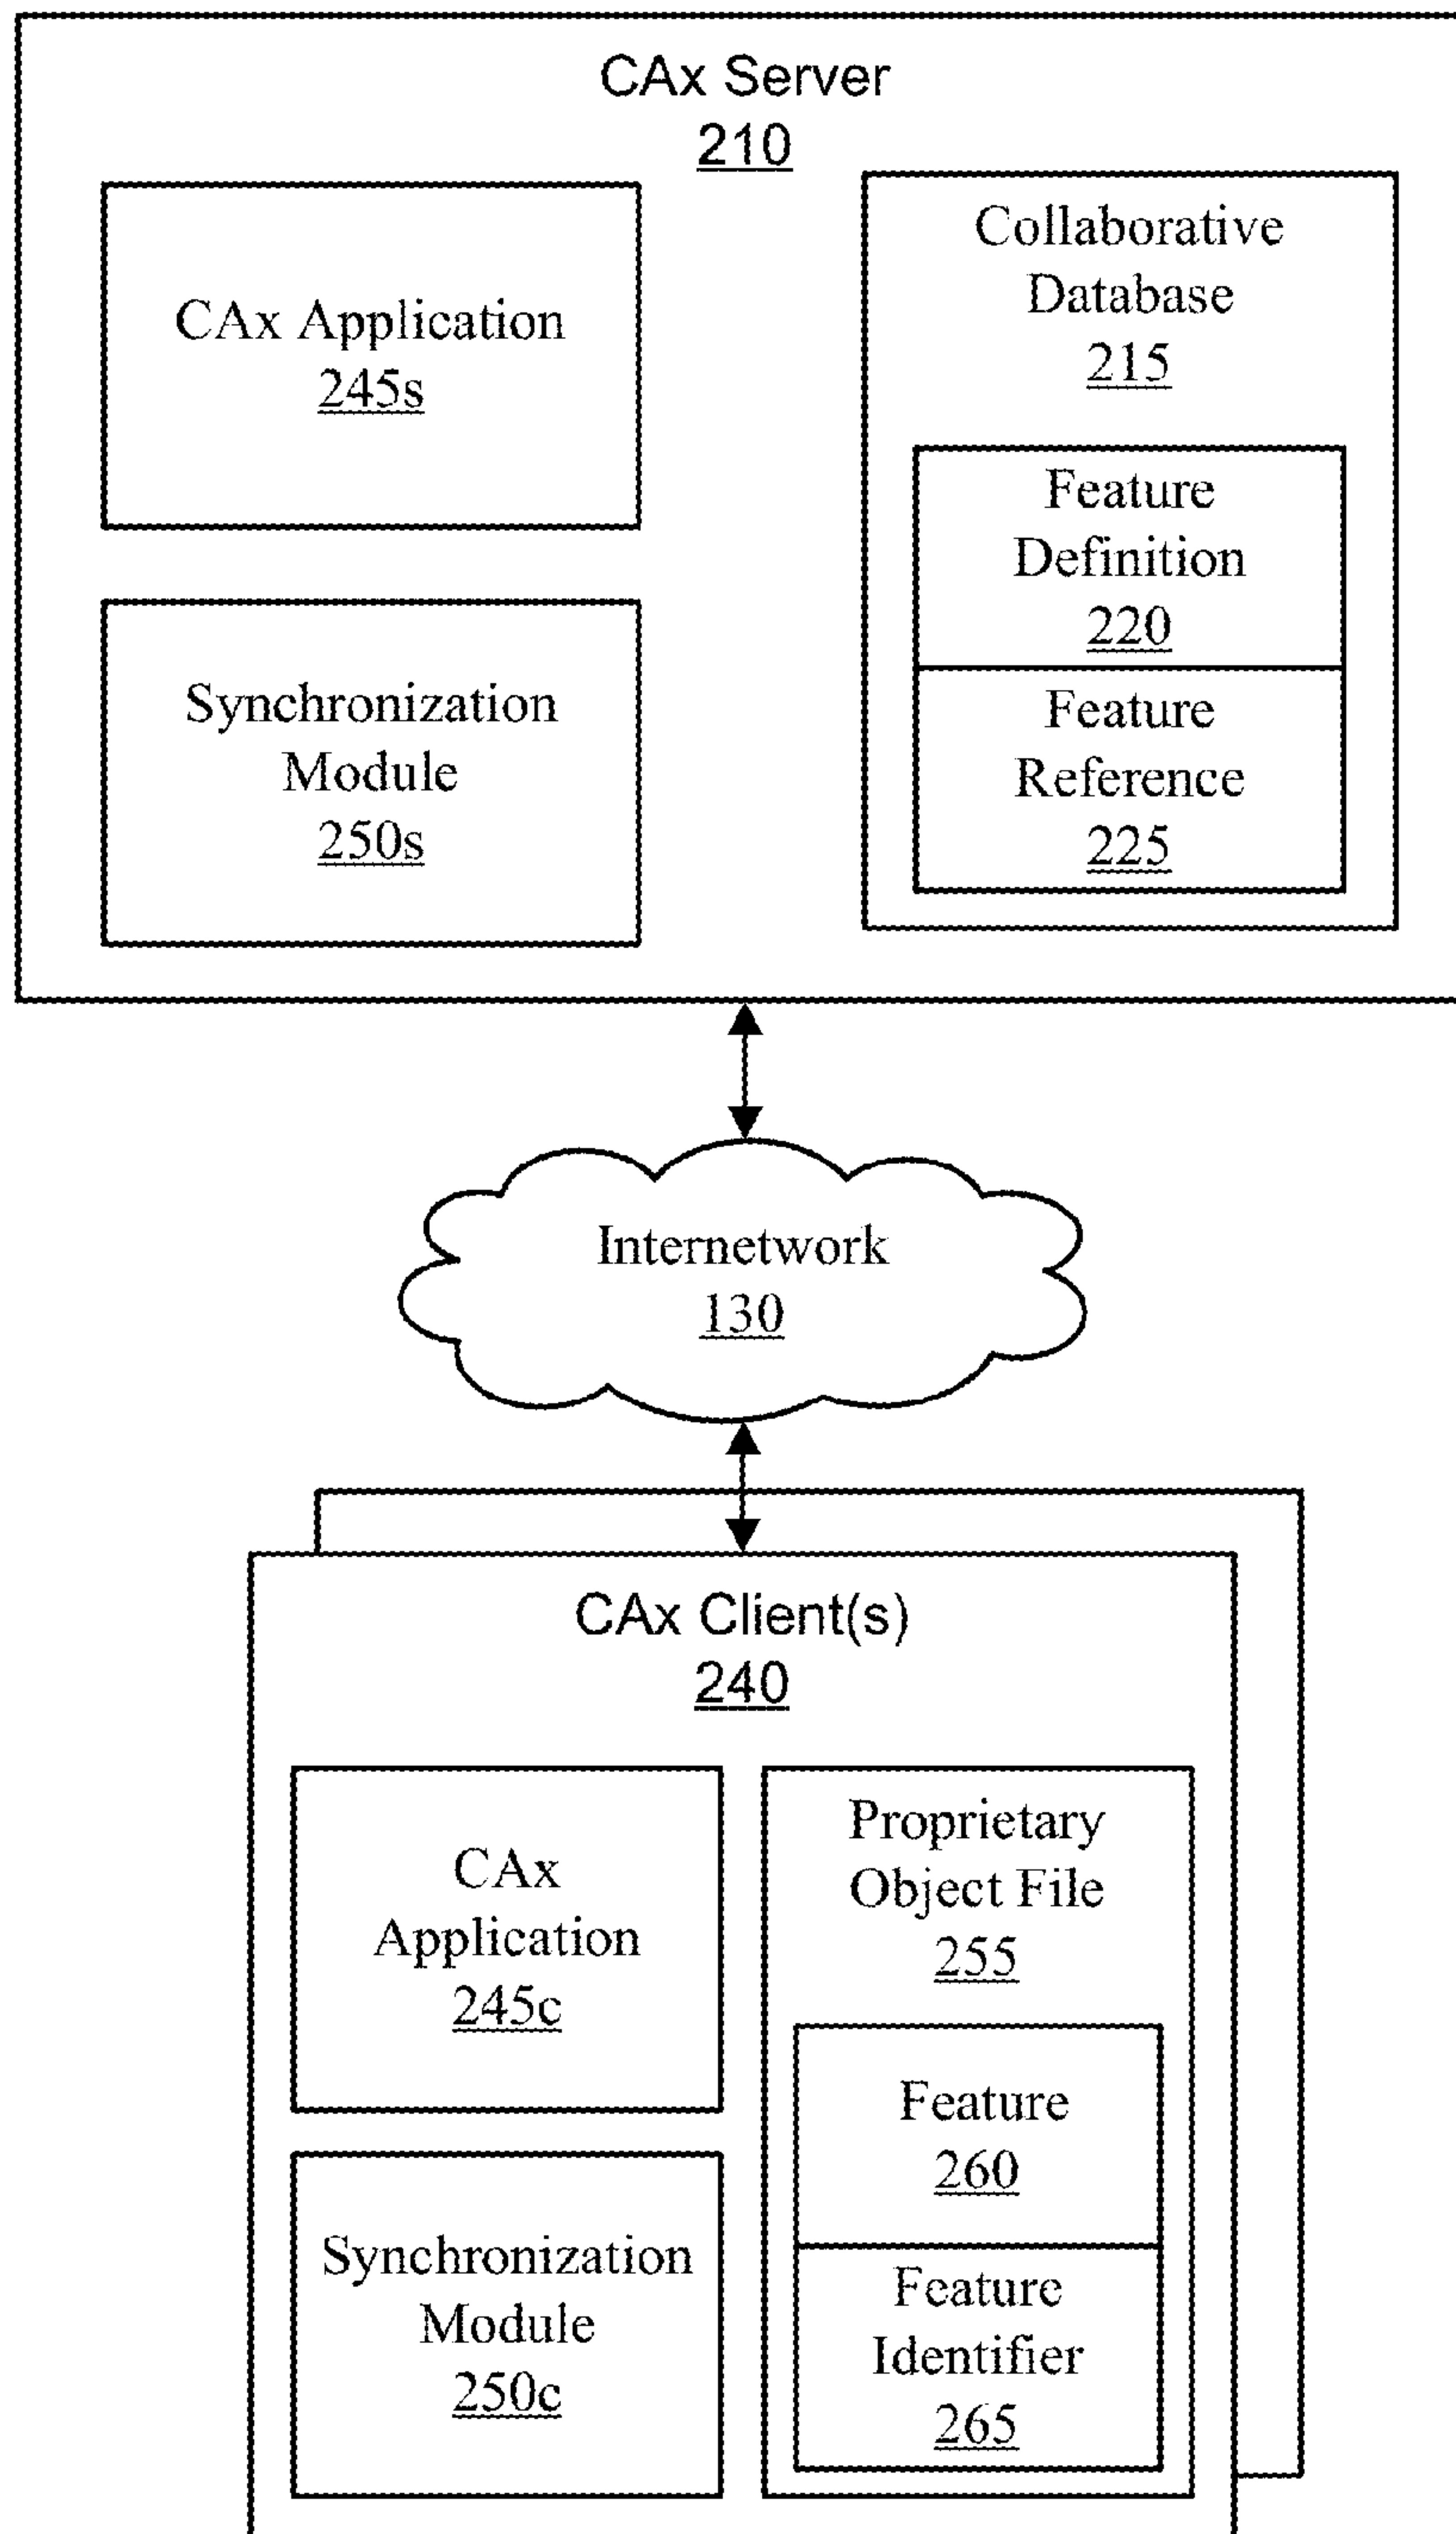 CAx Server
210
CAx Application
245s
Synchronization
Module
250s
Collaborative
Database
215
Feature
Definition
220
Feature
Reference
225
Internetwork
130
CAx Client(s)
240
CAx
Application
245c
Synchronization
Module
250c
Proprietary
Object File
255
Feature
260
Feature
Identifier
265